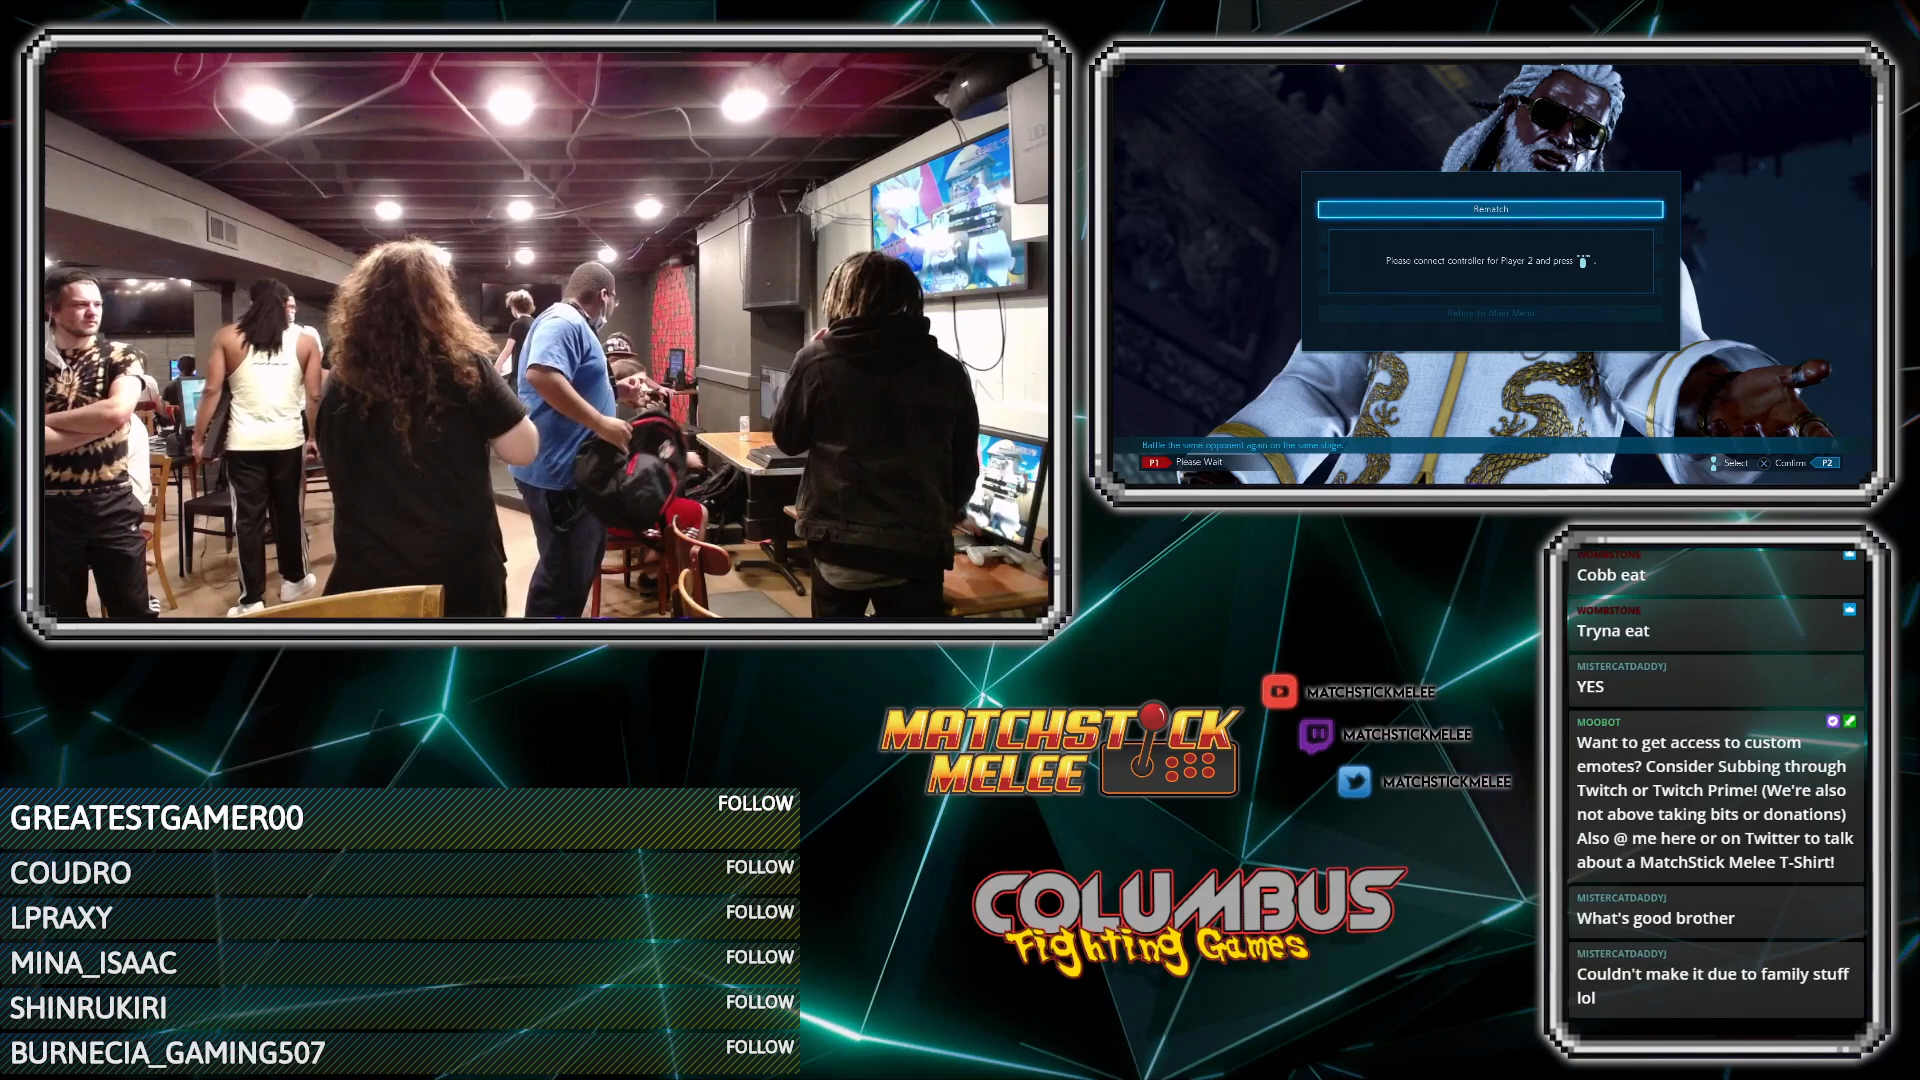 Rematch
Please connect controller for Player 2 and press
Return to Main Menu
Battle the same opponent again on the same stage.
P1 Please Wait
Select Confirm P2
WOMBSTONE
Cobb eat
WOMBSTONE
Tryna eat
MISTERCATDADDYJ
YES
MOOBOT
Want to get access to custom
emotes? Consider Subbing through
Twitch or Twitch Prime! (We're also
not above taking bits or donations)
Also @ me here or on Twitter to talk
about a MatchStick Melee T-Shirt!
MISTERCATDADDYJ
What's good brother
MISTERCATDADDYJ
Couldn't make it due to family stuff
lol
MATCHSTICK
MELEE
MATCHSTICKMELEE
MATCHSTICKMELEE
MATCHSTICKMELEE
COLUMBUS
Fighting Games
GREATESTGAMER00 FOLLOW
COUDRO FOLLOW
LPRAXY FOLLOW
MINA_ISAAC FOLLOW
SHINRUKIRI FOLLOW
BURNECIA_GAMING507 FOLLOW